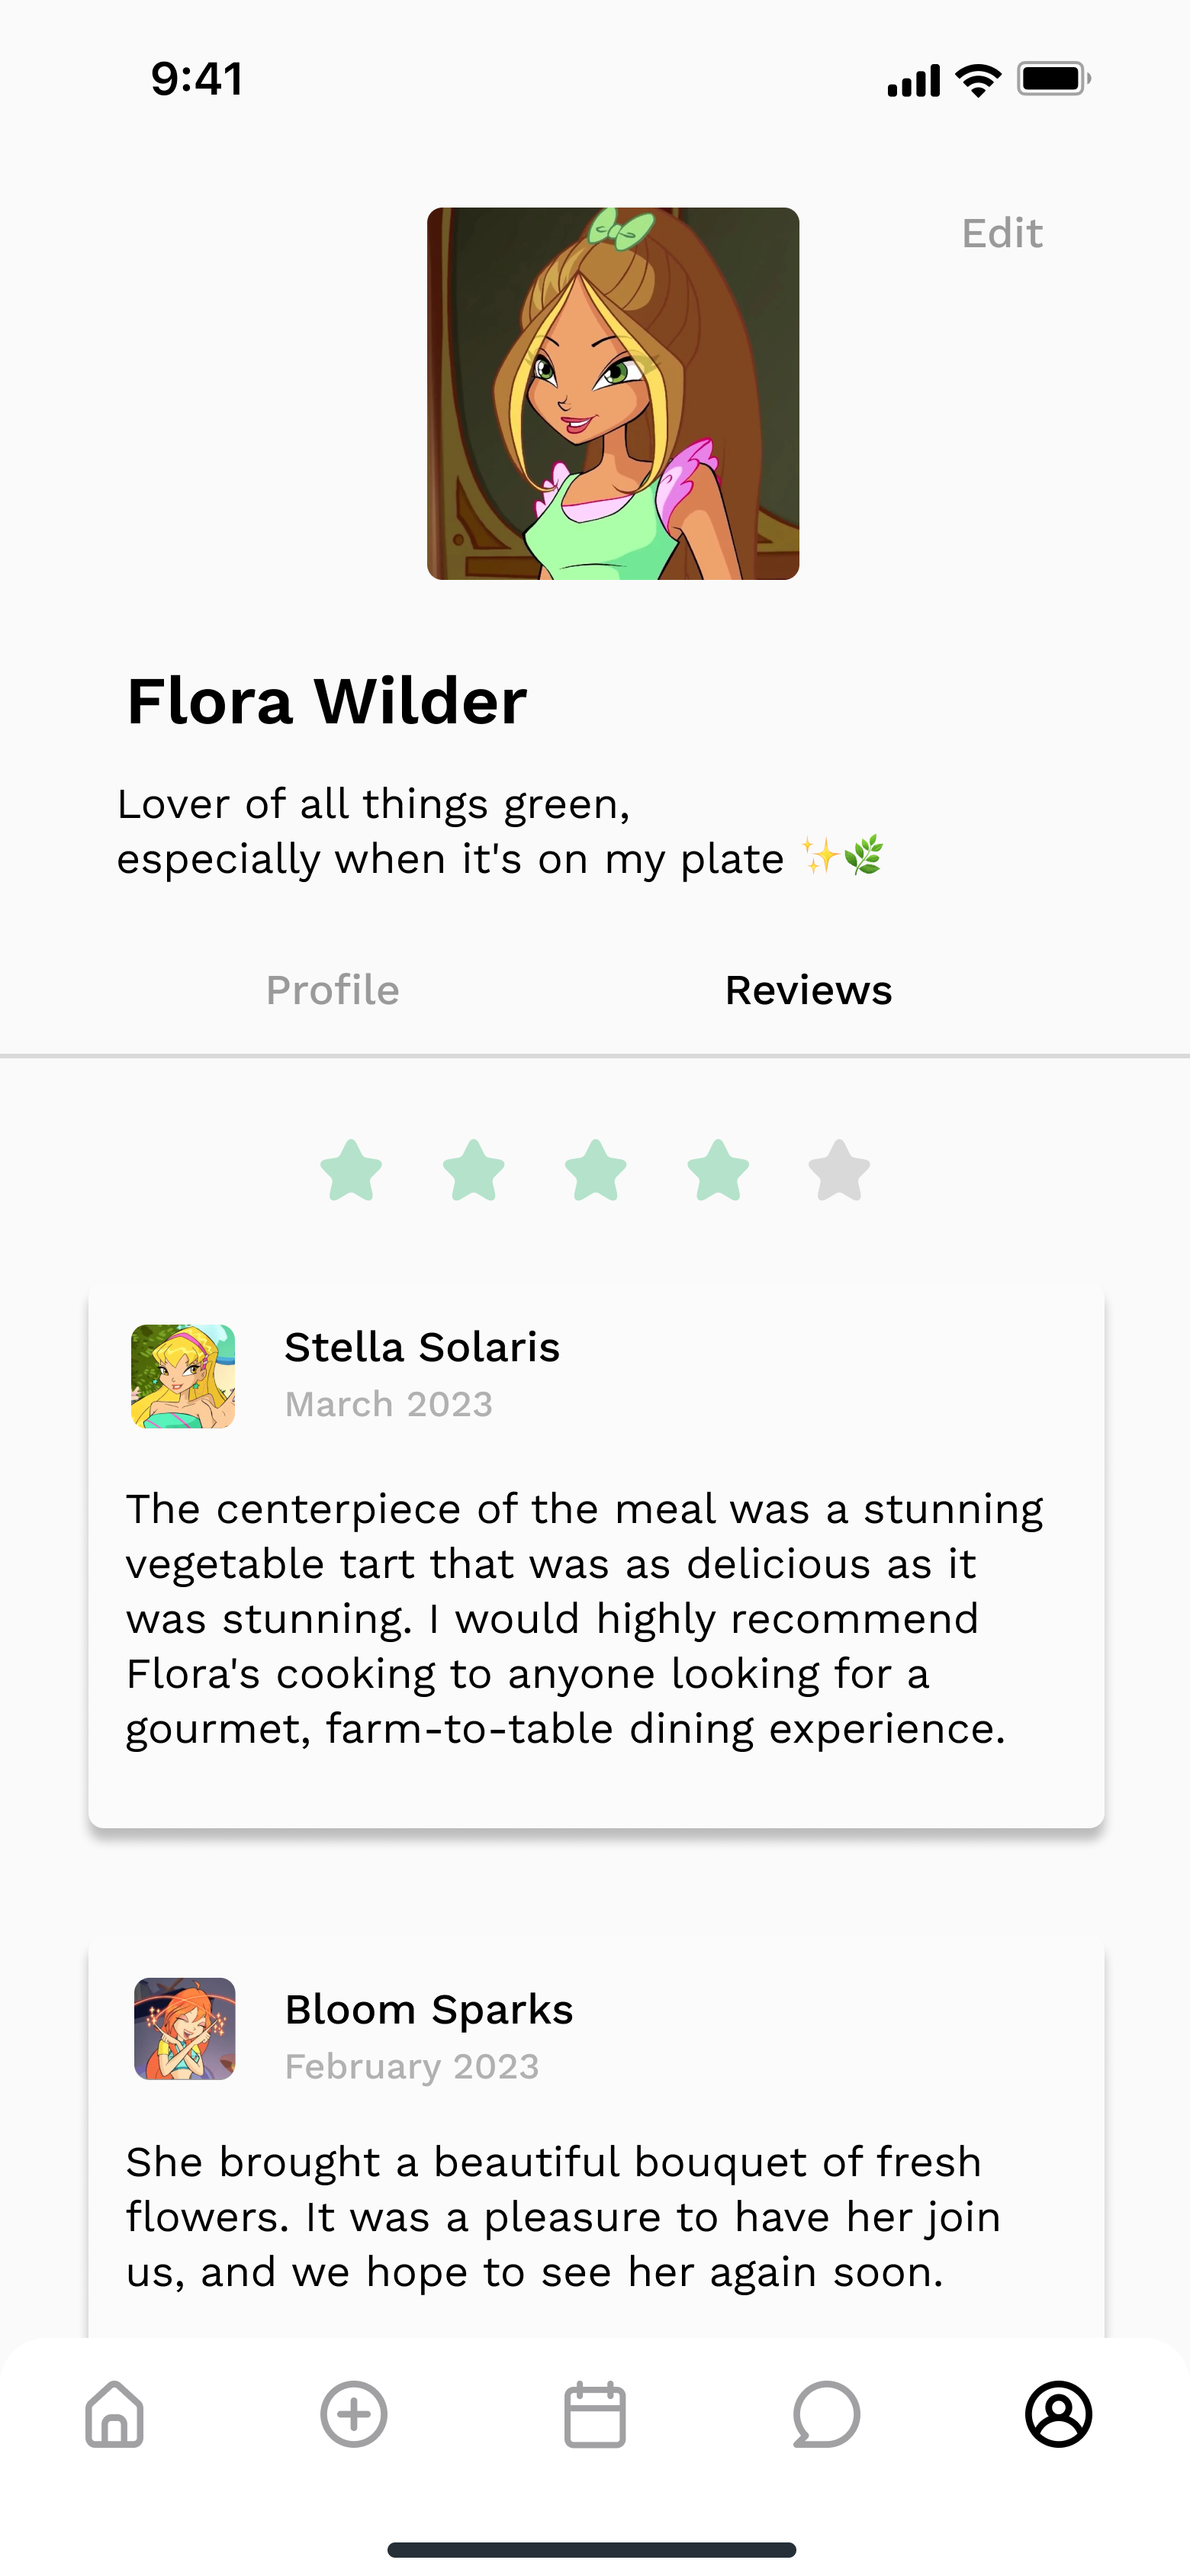 9:41
Edit
Flora Wilder
Lover of all things green,
especially when it's on my plate ✨🌿
Profile
Reviews
Stella Solaris
March 2023
The centerpiece of the meal was a stunning
vegetable tart that was as delicious as it
was stunning. I would highly recommend
Flora's cooking to anyone looking for a
gourmet, farm-to-table dining experience.
Bloom Sparks
February 2023
She brought a beautiful bouquet of fresh
flowers. It was a pleasure to have her join
us, and we hope to see her again soon.